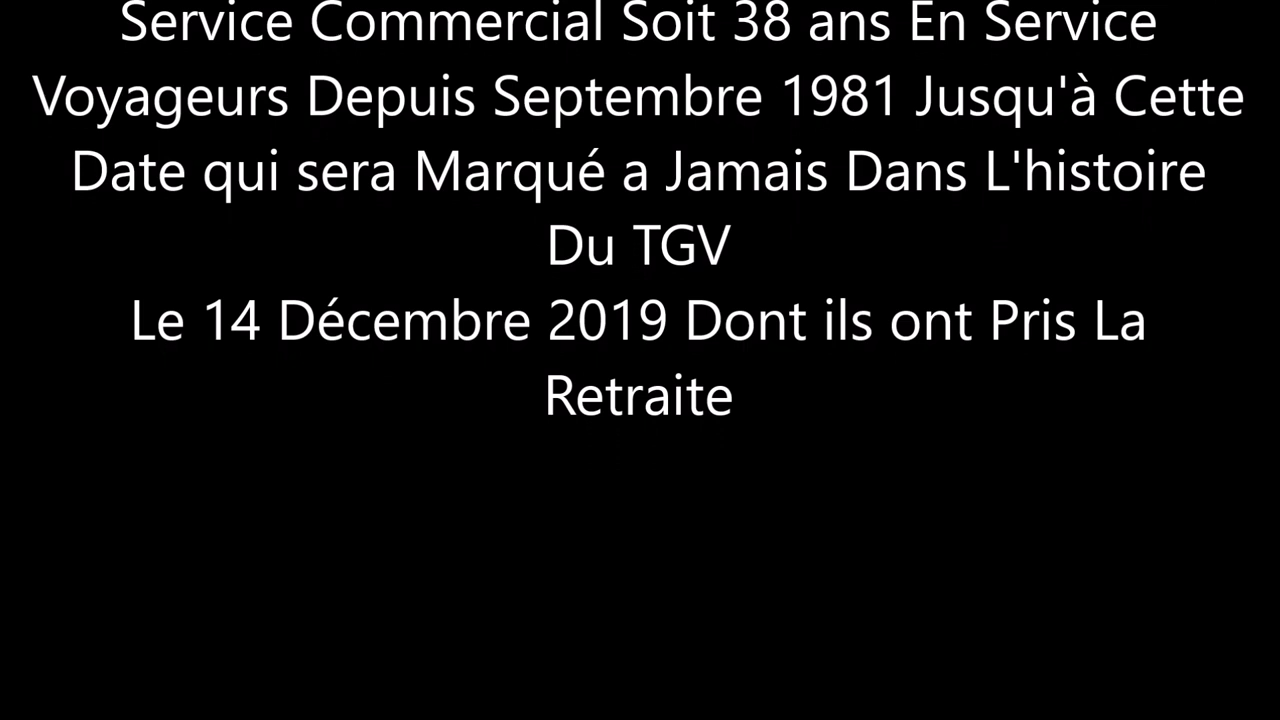 Service Commercial Soit 38 ans En Service
Voyageurs Depuis Septembre 1981 Jusqu'à Cette
Date qui sera Marqué a Jamais Dans L'histoire
Du TGV
Le 14 Décembre 2019 Dont ils ont Pris La
Retraite